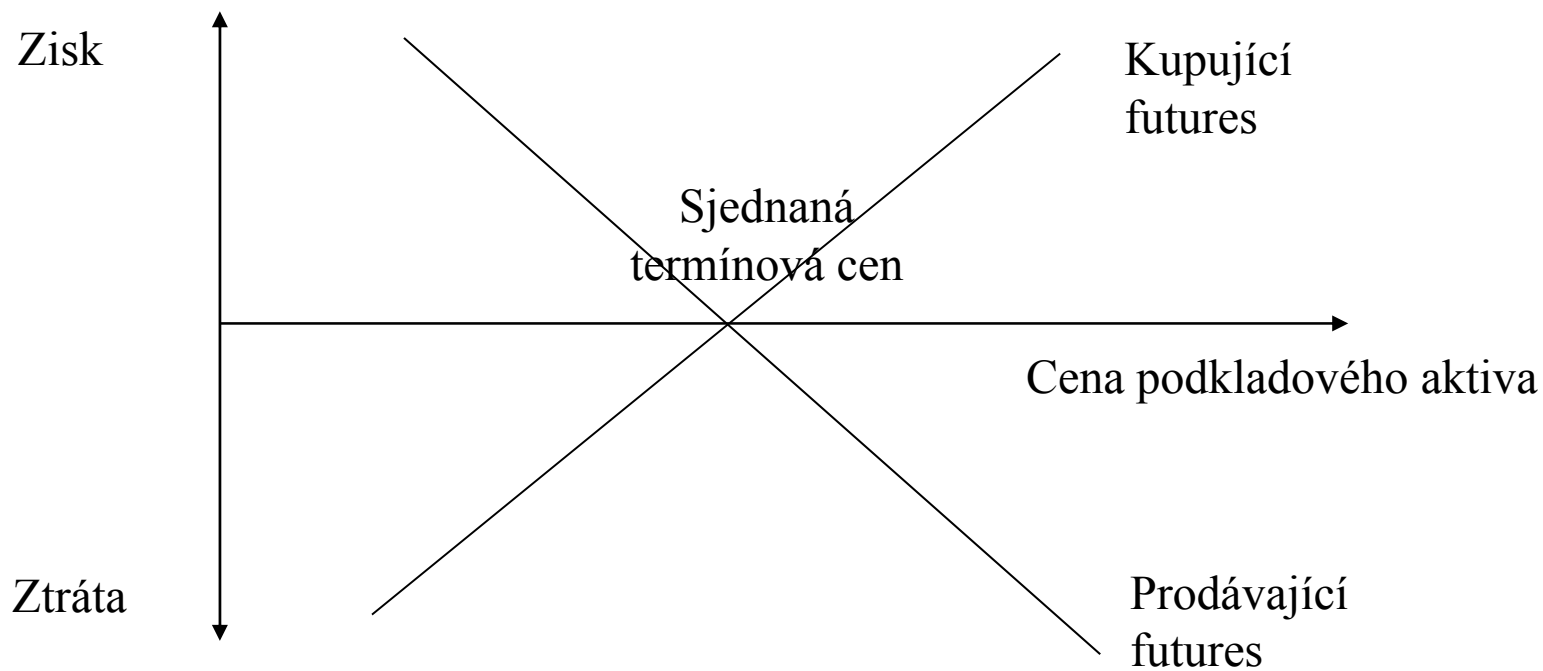 Zisk
Kupující
futures
Sjednaná
termínová cen
Cena podkladového aktiva
Ztráta
Prodávající
futures